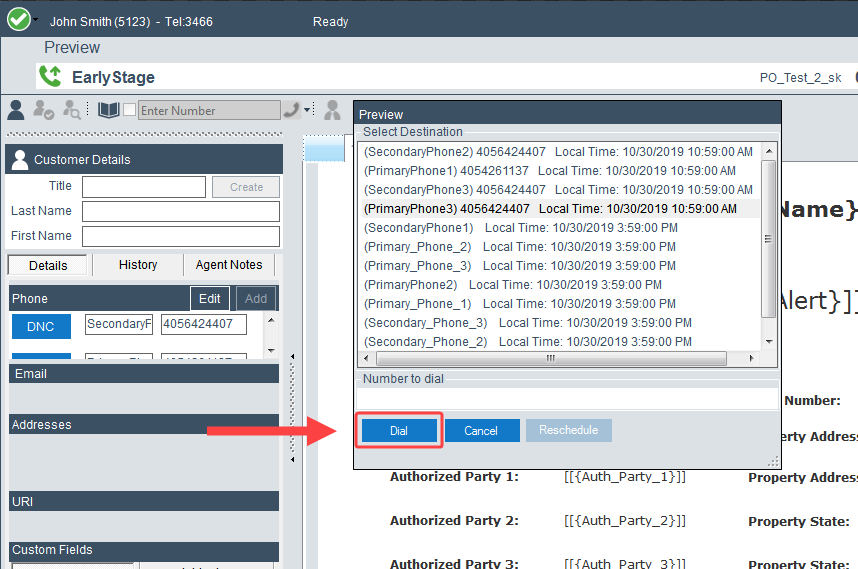 John Smith (5123) - Tel:3466
Ready
Preview
EarlyStage
PO_Test_2_sk
Enter Number
Customer Details
Title
Create
Last Name
First Name
Details
History
Agent Notes
Phone
Edit
Add
DNC
SecondaryF
4056424407
Email
Addresses
URI
Custom Fields
Preview
Select Destination
(SecondaryPhone2) 4056424407 Local Time: 10/30/2019 10:59:00 AM
(PrimaryPhone1) 4054261137 Local Time: 10/30/2019 10:59:00 AM
(SecondaryPhone3) 4056424407 Local Time: 10/30/2019 10:59:00 AM
(PrimaryPhone3) 4056424407 Local Time: 10/30/2019 10:59:00 AM
(SecondaryPhone1) Local Time: 10/30/2019 3:59:00 PM
(Primary_Phone_2) Local Time: 10/30/2019 3:59:00 PM
(Primary_Phone_3) Local Time: 10/30/2019 3:59:00 PM
(PrimaryPhone2) Local Time: 10/30/2019 3:59:00 PM
(Primary_Phone_1) Local Time: 10/30/2019 3:59:00 PM
(Secondary_Phone_3) Local Time: 10/30/2019 3:59:00 PM
(Secondary_Phone_2) Local Time: 10/30/2019 3:59:00 PM
Number to dial
Dial
Cancel
Reschedule
Name}
Alert}]]
Number:
perty Address
Authorized Party 1: [[{Auth_Party_1}]] Property Address
Authorized Party 2: [[{Auth_Party_2}]] Property State:
Authorized Party 3: [[{Auth_Party_3}]] Property State: